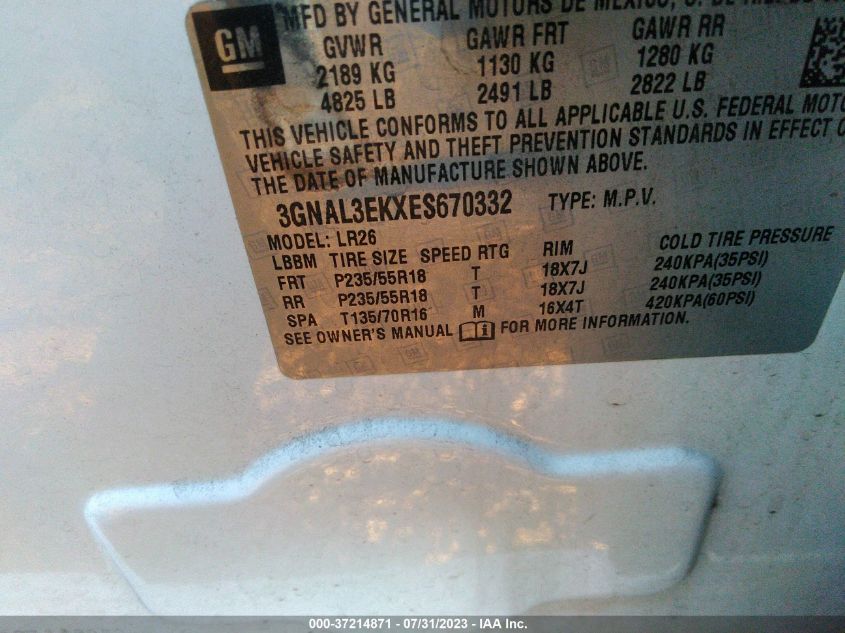 MFD BY GENERAL MOTORS DE MEXICO, S. DE
GM
GVWR GAWR FRT GAWR RR
2189 KG 1130 KG 1280 KG
4825 LB 2491 LB 2822 LB
THIS VEHICLE CONFORMS TO ALL APPLICABLE U.S. FEDERAL MOTO
VEHICLE SAFETY AND THEFT PREVENTION STANDARDS IN EFFECT O
THE DATE OF MANUFACTURE SHOWN ABOVE.
3GNAL3EKXES670332 TYPE: M.P.V.
MODEL: LR26
LBBM TIRE SIZE SPEED RTG RIM COLD TIRE PRESSURE
FRT P235/55R18 T 18X7J 240KPA(35PSI)
RR P235/55R18 T 18X7J 240KPA(35PSI)
SPA T135/70R16 M 16X4T 420KPA(60PSI)
SEE OWNER'S MANUAL FOR MORE INFORMATION.
000-37214871 - 07/31/2023 - IAA Inc.